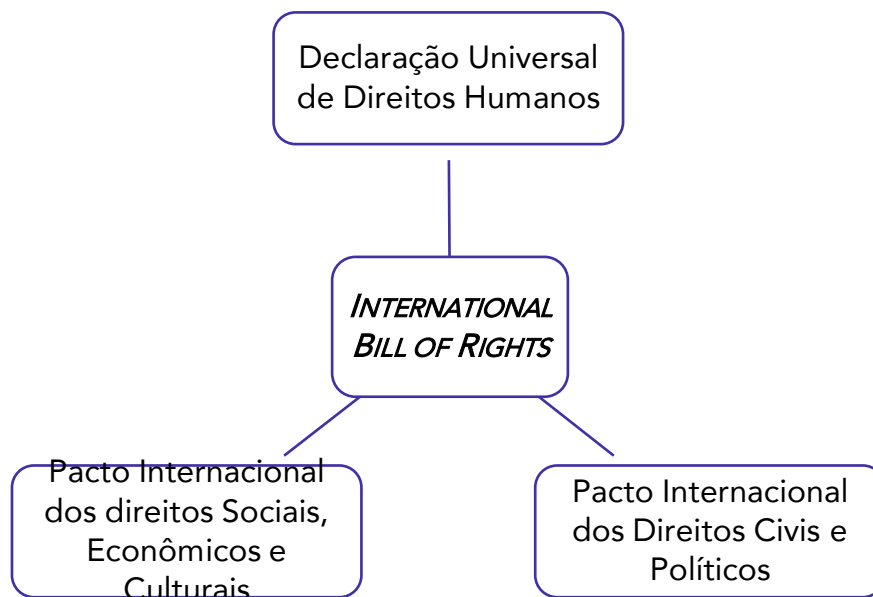 Declaração Universal
de Direitos Humanos
INTERNATIONAL
BILL OF RIGHTS
Pacto Internacional
dos direitos Sociais,
Econômicos e
Culturais
Pacto Internacional
dos Direitos Civis e
Políticos